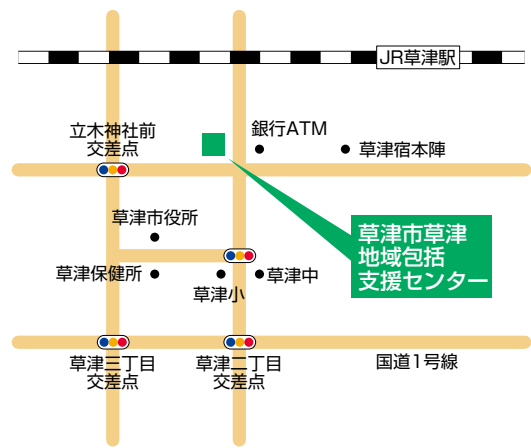 JR草津駅
立木神社前
交差点
銀行ATM
草津宿本陣
草津市役所
草津市草津
地域包括
支援センター
草津保健所
草津小
草津中
草津三丁目
交差点
草津二丁目
交差点
国道1号線